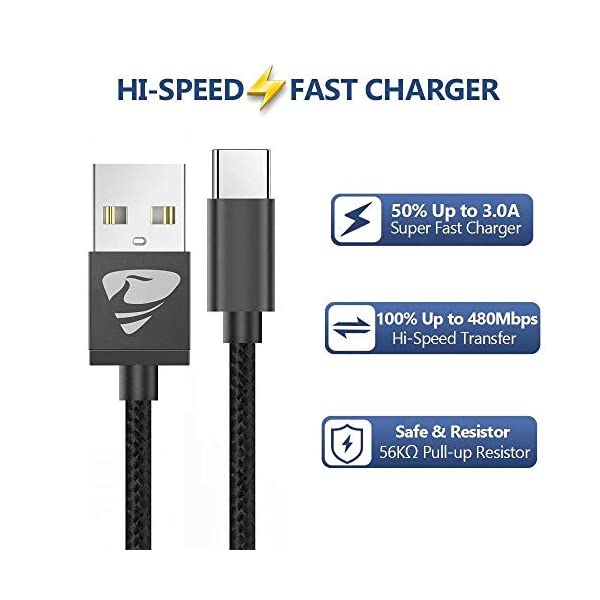 HI-SPEED⚡FAST CHARGER
50% Up to 3.0A
Super Fast Charger
100% Up to 480Mbps
Hi-Speed Transfer
Safe & Resistor
56KΩ Pull-up Resistor